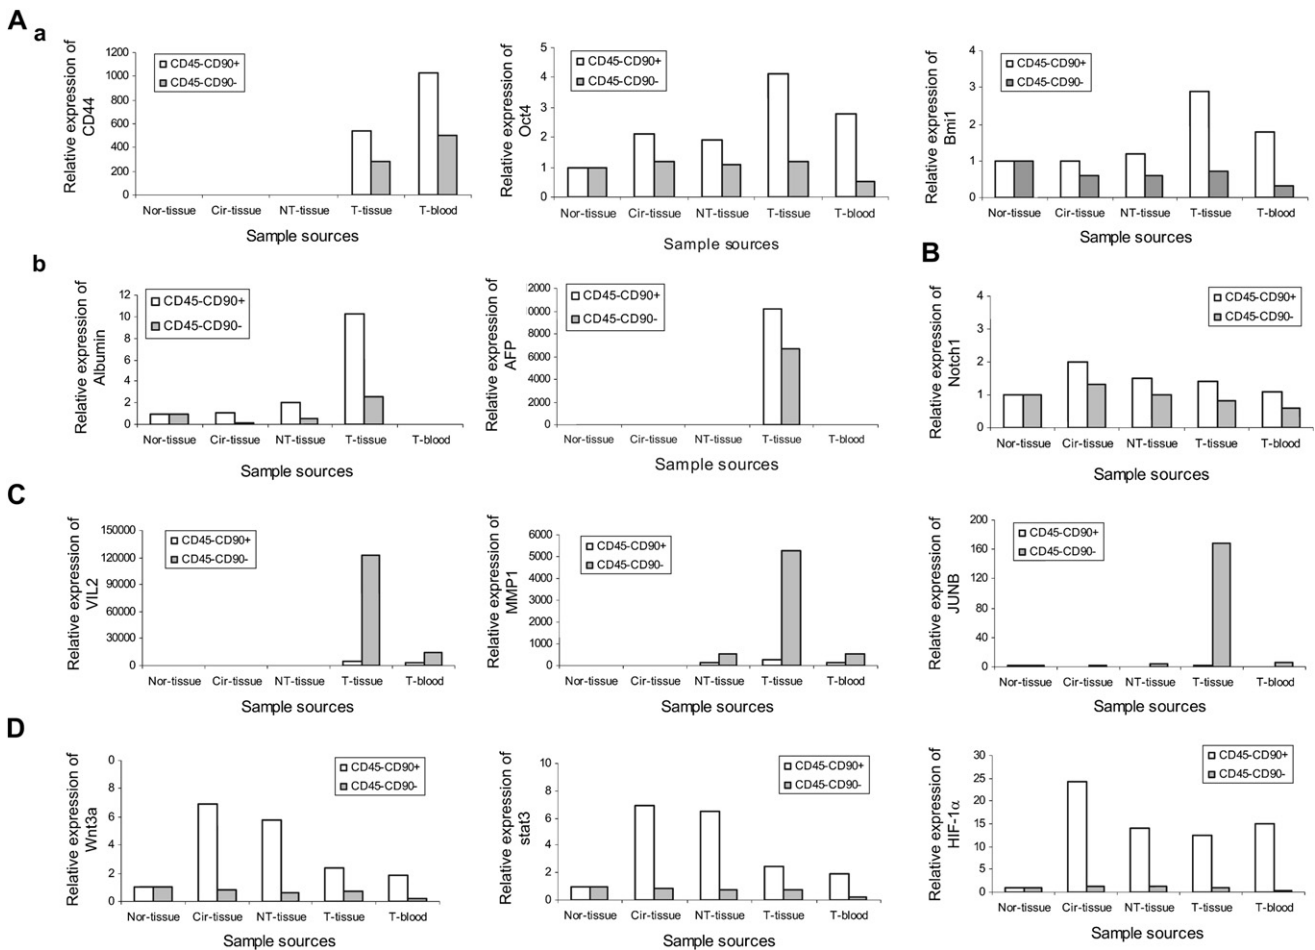 A
a
Relative expression of
CD44
1200
1000
800
600
400
200
0
CD45-CD90+
CD45-CD90-
Nor-tissue Cir-tissue NT-tissue T-tissue T-blood
Sample sources
Relative expression of
Oct4
5
4
3
2
1
0
CD45-CD90+
CD45-CD90-
Nor-tissue Cir-tissue NT-tissue T-tissue T-blood
Sample sources
Relative expression of
Bmi1
4
3
2
1
0
CD45-CD90+
CD45-CD90-
Nor-tissue Cir-tissue NT-tissue T-tissue T-blood
Sample sources
b
Relative expression of
Albumin
12
10
8
6
4
2
0
CD45-CD90+
CD45-CD90-
Nor-tissue Cir-tissue NT-tissue T-tissue T-blood
Sample sources
Relative expression of
AFP
2000
0000
8000
6000
4000
2000
0
CD45-CD90+
CD45-CD90-
Nor-tissue Cir-tissue NT-tissue T-tissue T-blood
Sample sources
B
Relative expression of
Notch1
4
3
2
1
0
CD45-CD90+
CD45-CD90-
Nor-tissue Cir-tissue NT-tissue T-tissue T-blood
Sample sources
C
Relative expression of
VIL2
150000
120000
90000
60000
30000
0
CD45-CD90+
CD45-CD90-
Nor-tissue Cir-tissue NT-tissue T-tissue T-blood
Sample sources
Relative expression of
MMP1
6000
5000
4000
3000
2000
1000
0
CD45-CD90+
CD45-CD90-
Nor-tissue Cir-tissue NT-tissue T-tissue T-blood
Sample sources
Relative expression of
JUNB
200
160
120
80
40
0
CD45-CD90+
CD45-CD90-
Nor-tissue Cir-tissue NT-tissue T-tissue T-blood
Sample sources
D
Relative expression of
Wnt3a
0
8
6
4
2
0
CD45-CD90+
CD45-CD90-
Nor-tissue Cir-tissue NT-tissue T-tissue T-blood
Sample sources
Relative expression of
stat3
10
8
6
4
2
0
CD45-CD90+
CD45-CD90-
Nor-tissue Cir-tissue NT-tissue T-tissue T-blood
Sample sources
Relative expression of
HIF-1α
30
25
20
15
10
5
0
CD45-CD90+
CD45-CD90-
Nor-tissue Cir-tissue NT-tissue T-tissue T-blood
Sample sources